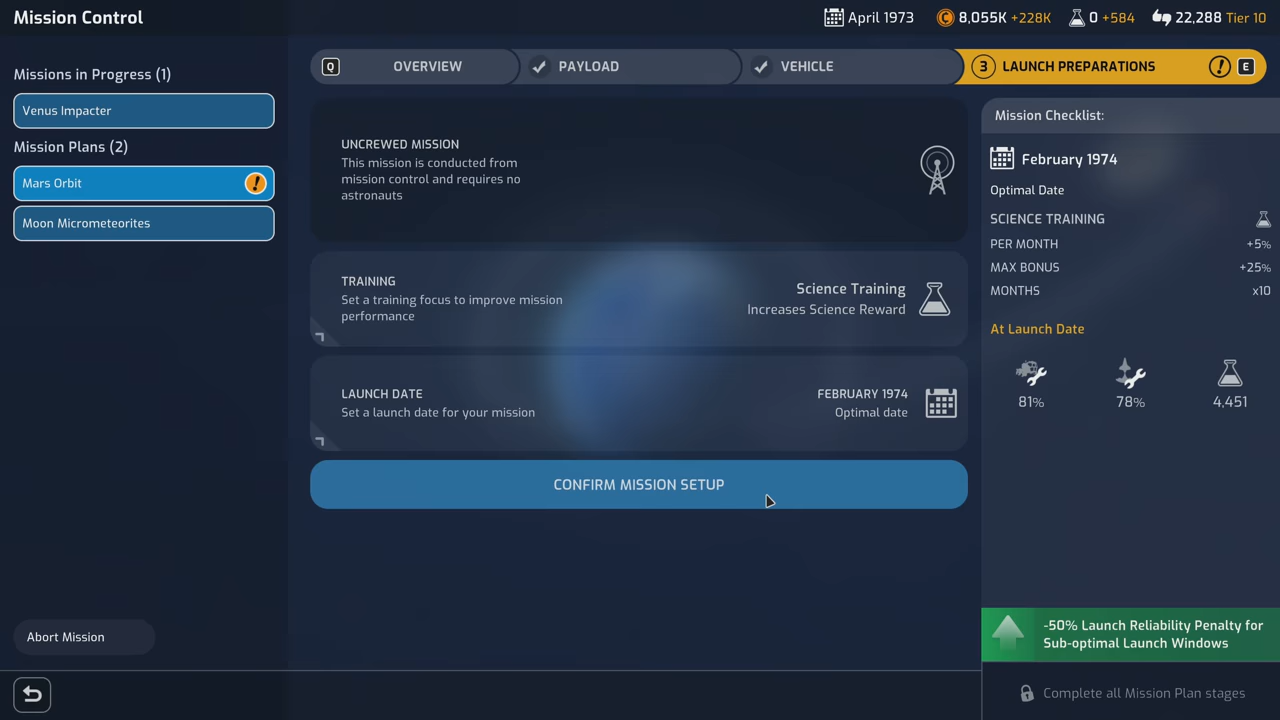 Mission Control
April 1973
8,055K +228K
0 +584
22,288 Tier 10
Missions in Progress (1)
Venus Impacter
Mission Plans (2)
Mars Orbit
Moon Micrometeorites
Abort Mission
Q
OVERVIEW
PAYLOAD
VEHICLE
3
LAUNCH PREPARATIONS
E
UNCREWED MISSION
This mission is conducted from
mission control and requires no
astronauts
TRAINING
Set a training focus to improve mission
performance
Science Training
Increases Science Reward
LAUNCH DATE
Set a launch date for your mission
FEBRUARY 1974
Optimal date
CONFIRM MISSION SETUP
Mission Checklist:
February 1974
Optimal Date
SCIENCE TRAINING
PER MONTH +5%
MAX BONUS +25%
MONTHS x10
At Launch Date
81% 78% 4,451
-50% Launch Reliability Penalty for
Sub-optimal Launch Windows
Complete all Mission Plan stages